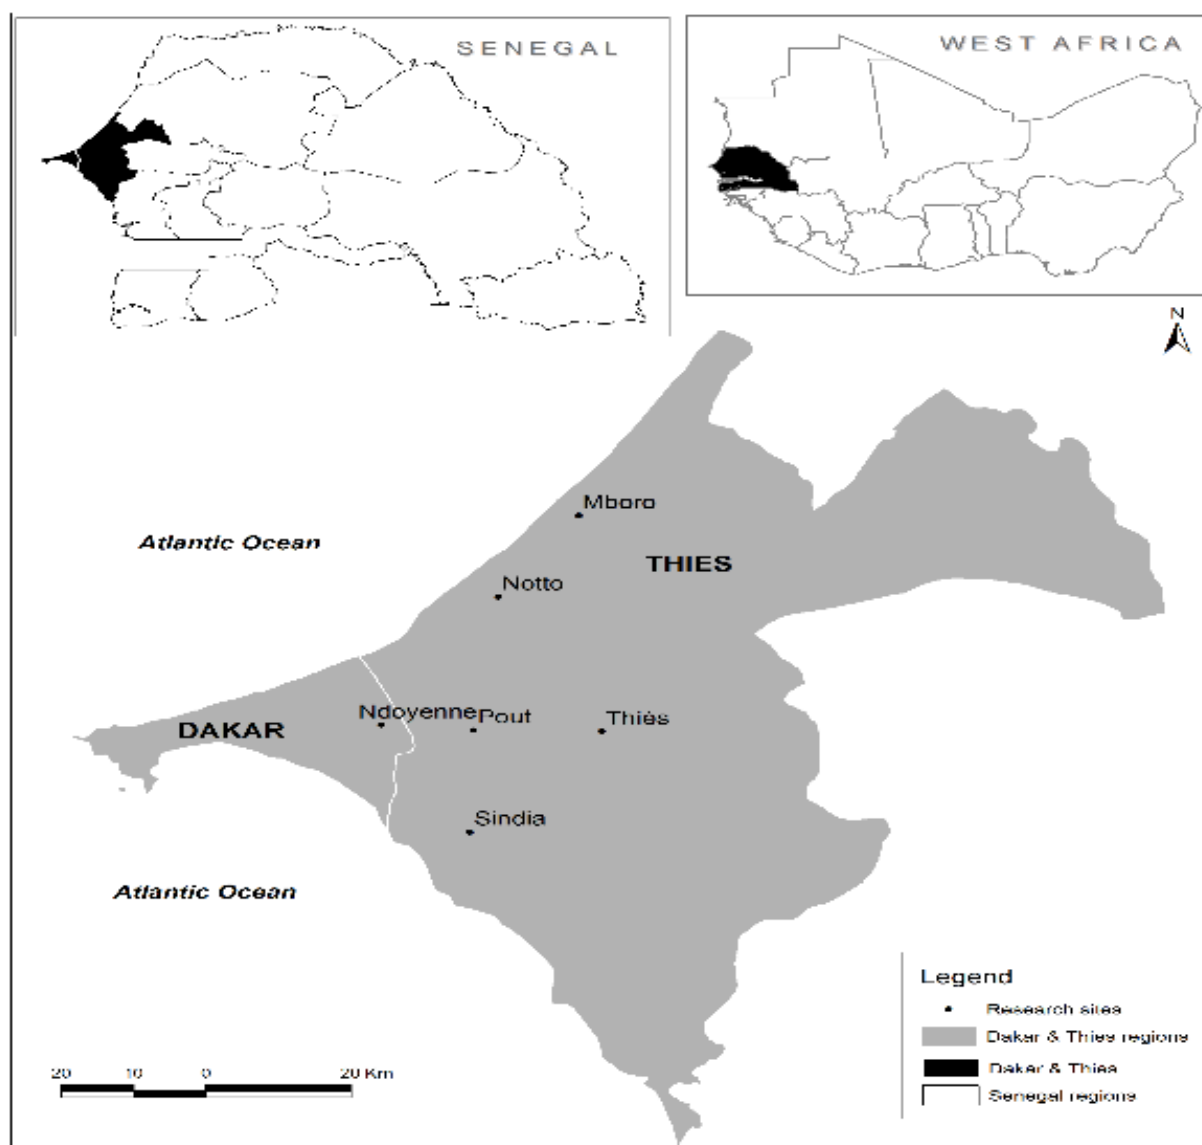 SENEGAL
WEST AFRICA
N
Mboro
Atlantic Ocean
THIES
Notto
Ndoyenne
Pout
Thiès
DAKAR
Sindia
Atlantic Ocean
Legend
Research sites
Dakar & Thies regions
Dakar & Thies
Senegal regions
20 10 0 20 Km